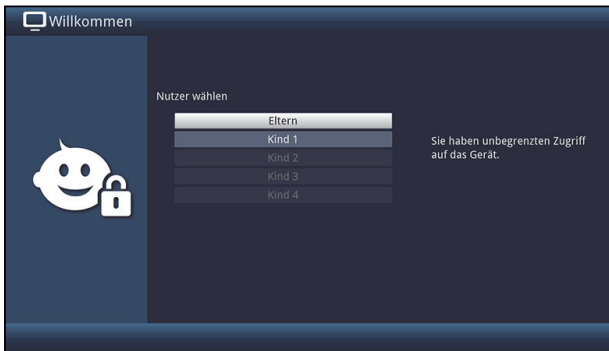 Willkommen
Nutzer wählen
Eltern
Kind 1
Kind 2
Kind 3
Kind 4
Sie haben unbegrenzten Zugriff
auf das Gerät.